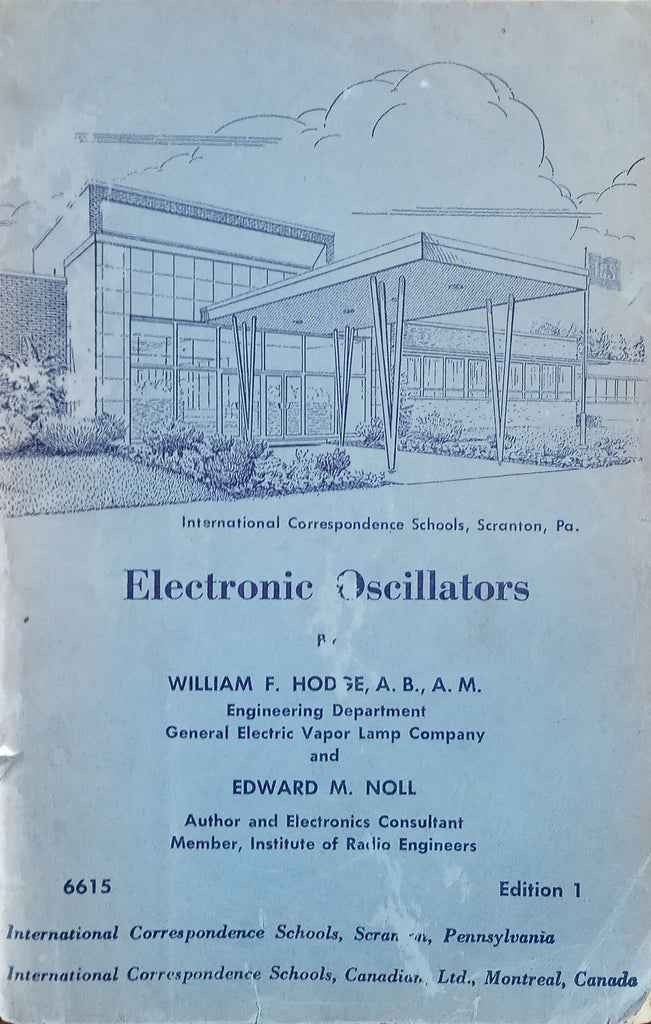 International Correspondence Schools, Scranton, Pa.
Electronic Oscillators
WILLIAM F. HODGE, A. B., A. M.
Engineering Department
General Electric Vapor Lamp Company
and
EDWARD M. NOLL
Author and Electronics Consultant
Member, Institute of Radio Engineers
6615 Edition 1
International Correspondence Schools, Scranton, Pennsylvania
International Correspondence Schools, Canadian, Ltd., Montreal, Canada